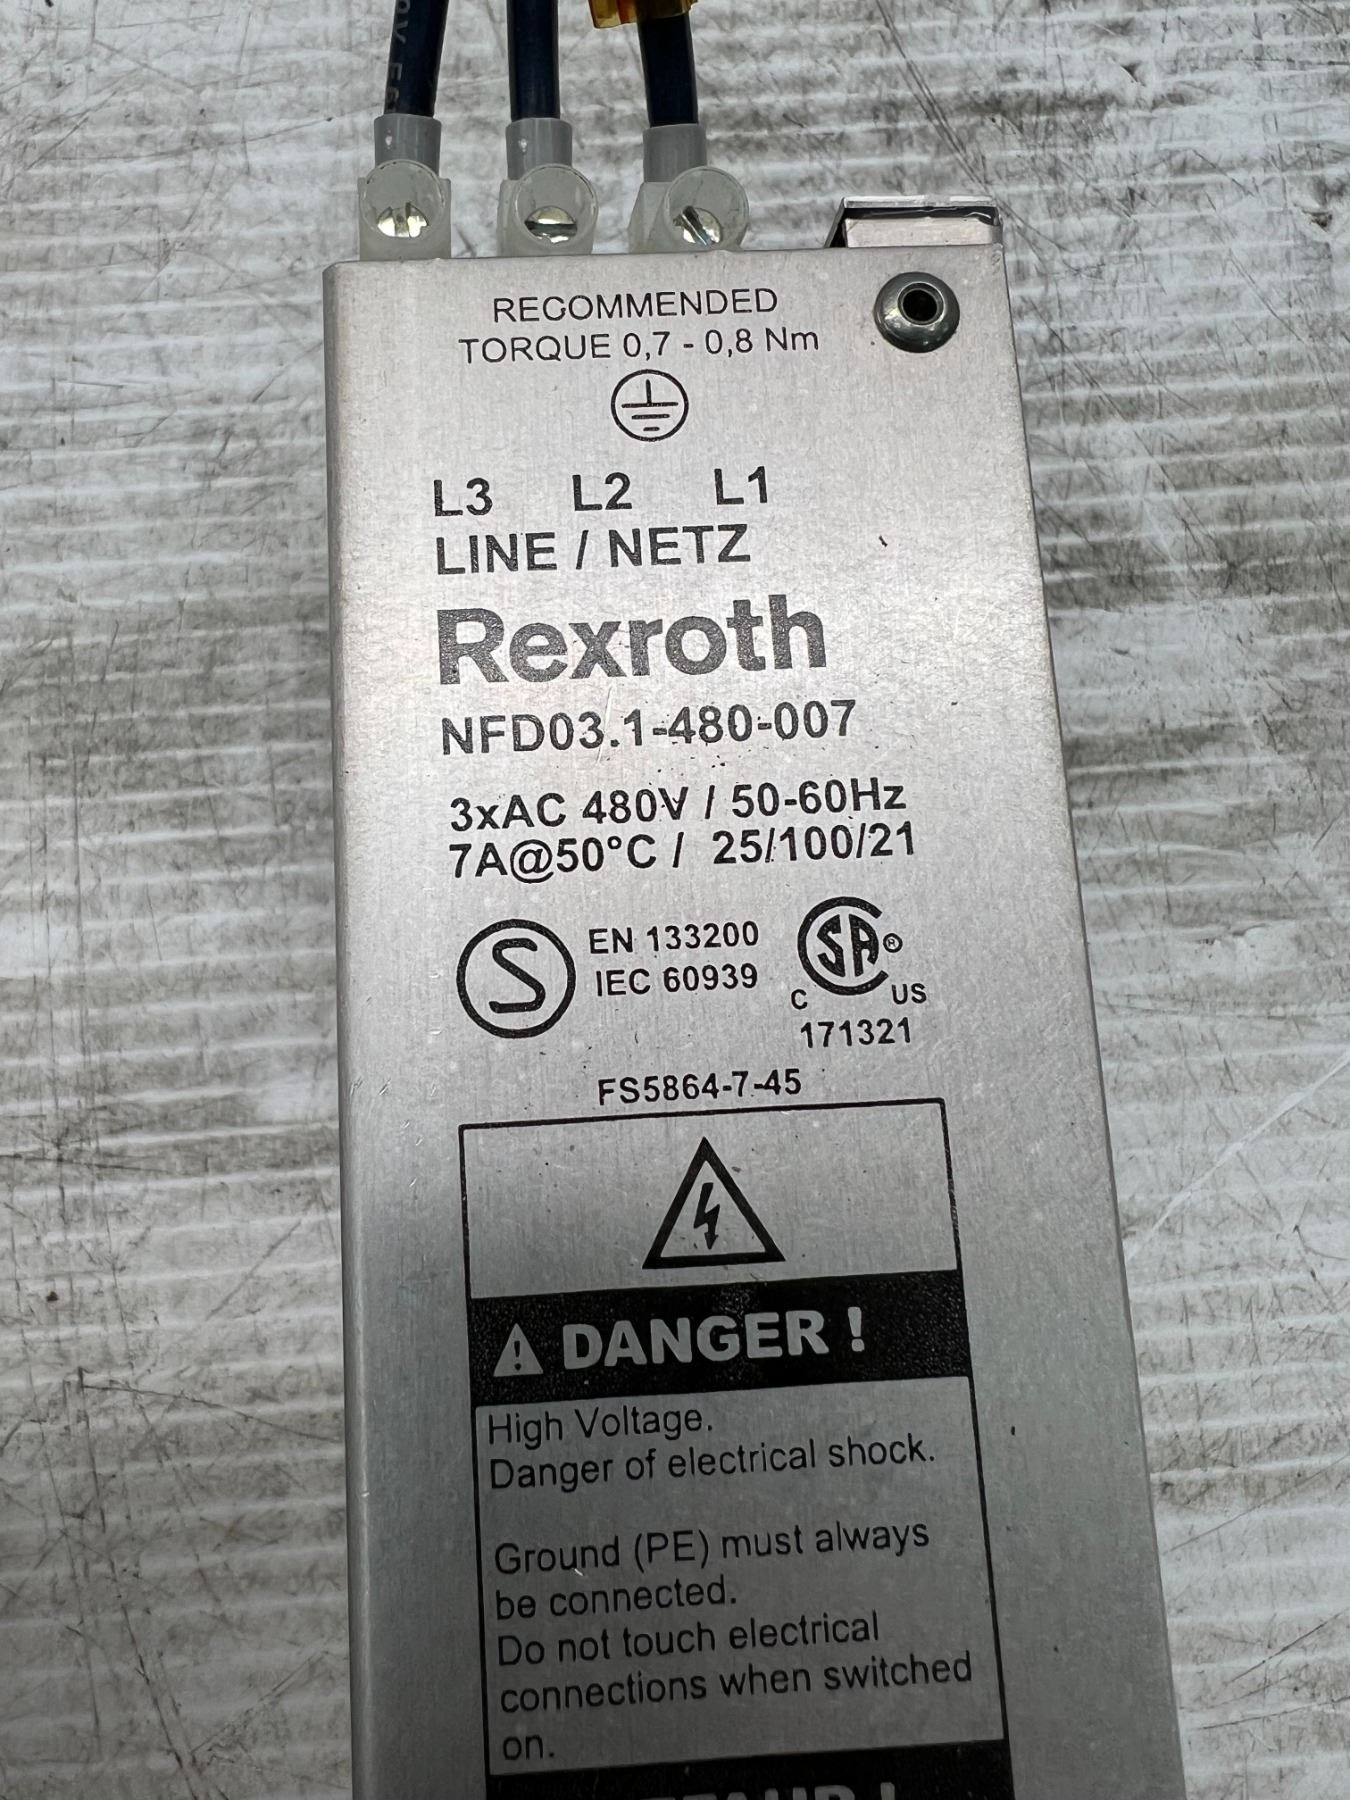 RECOMMENDED
TORQUE 0,7 - 0,8 Nm
L3 L2 L1
LINE / NETZ
Rexroth
NFD03.1-480-007
3xAC 480V / 50-60Hz
7A@50°C / 25/100/21
S EN 133200
IEC 60939
SA®
C US
171321
FS5864-7-45
DANGER !
High Voltage.
Danger of electrical shock.
Ground (PE) must always
be connected.
Do not touch electrical
connections when switched
on.